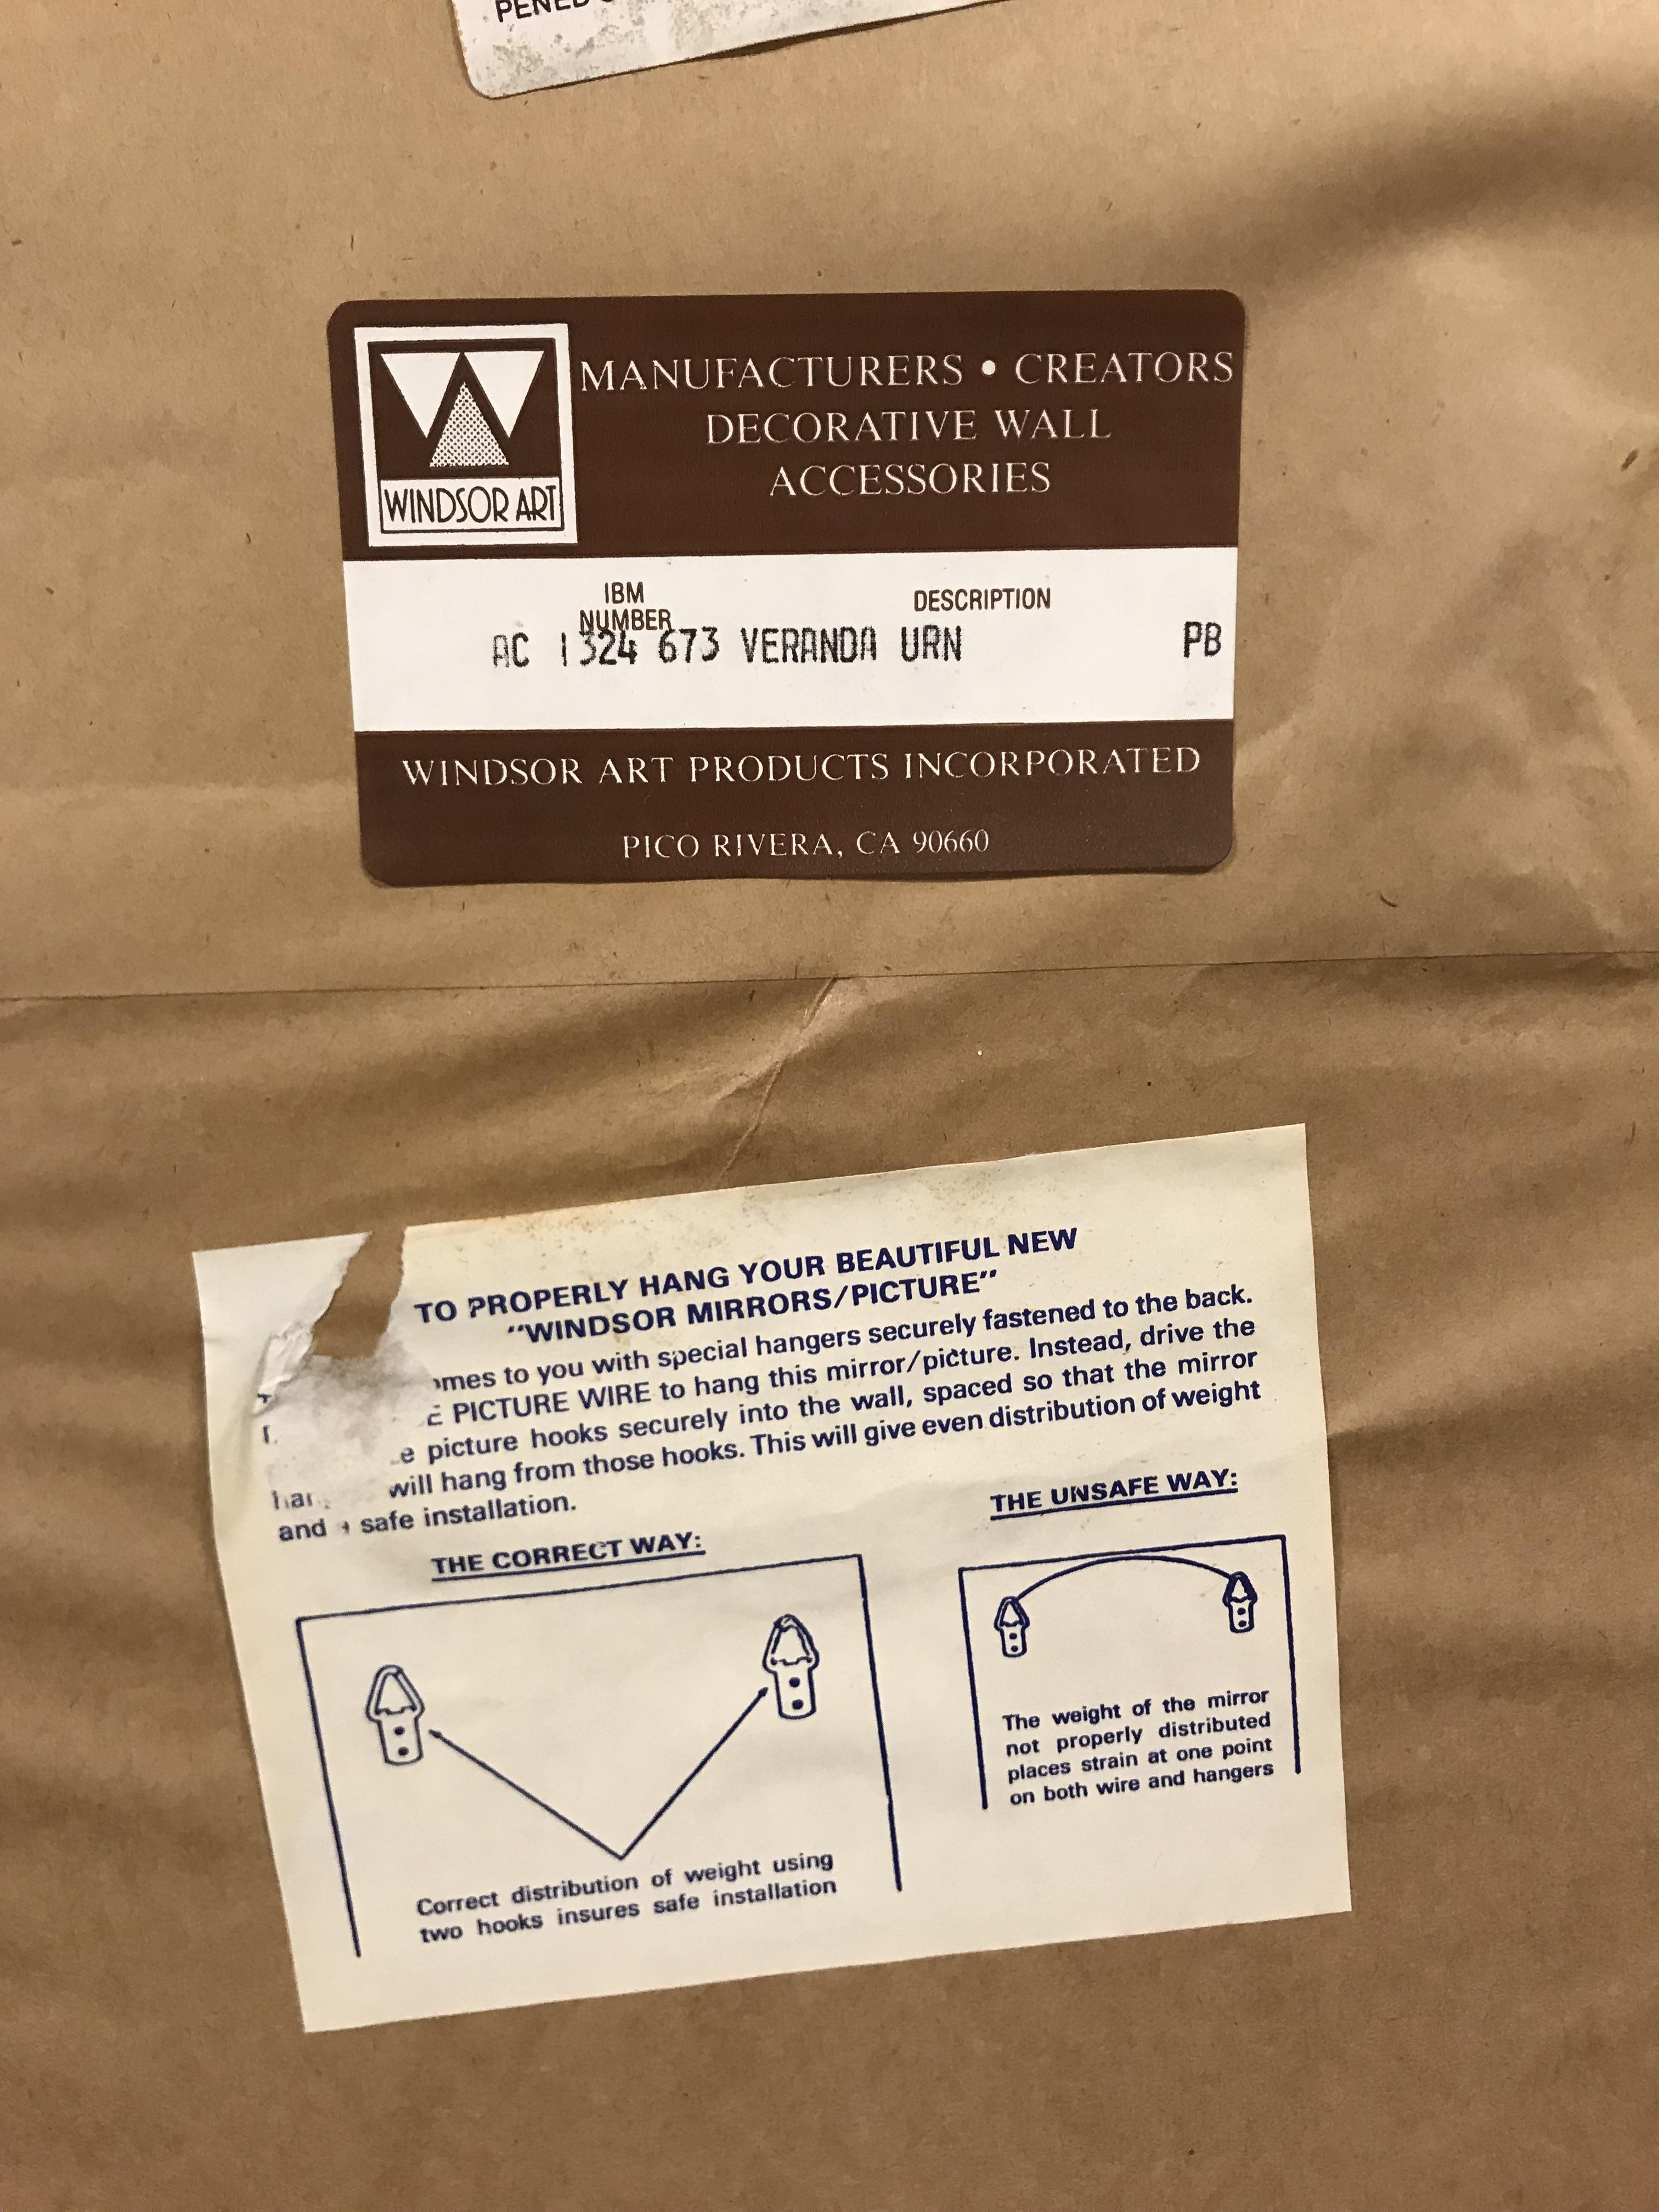 MANUFACTURERS • CREATORS
DECORATIVE WALL
ACCESSORIES
WINDSOR ART
IBM
NUMBER
DESCRIPTION
AC 1324 673 VERANDA URN PB
WINDSOR ART PRODUCTS INCORPORATED
PICO RIVERA, CA 90660
TO PROPERLY HANG YOUR BEAUTIFUL NEW
"WINDSOR MIRRORS/PICTURE"
to you with special hangers securely fastened to the back.
PICTURE WIRE to hang this mirror/picture. Instead, drive the
picture hooks securely into the wall, spaced so that the mirror
will hang from those hooks. This will give even distribution of weight
and safe installation.
THE CORRECT WAY:
Correct distribution of weight using
two hooks insures safe installation
THE UNSAFE WAY:
The weight of the mirror
not properly distributed
places strain at one point
on both wire and hangers